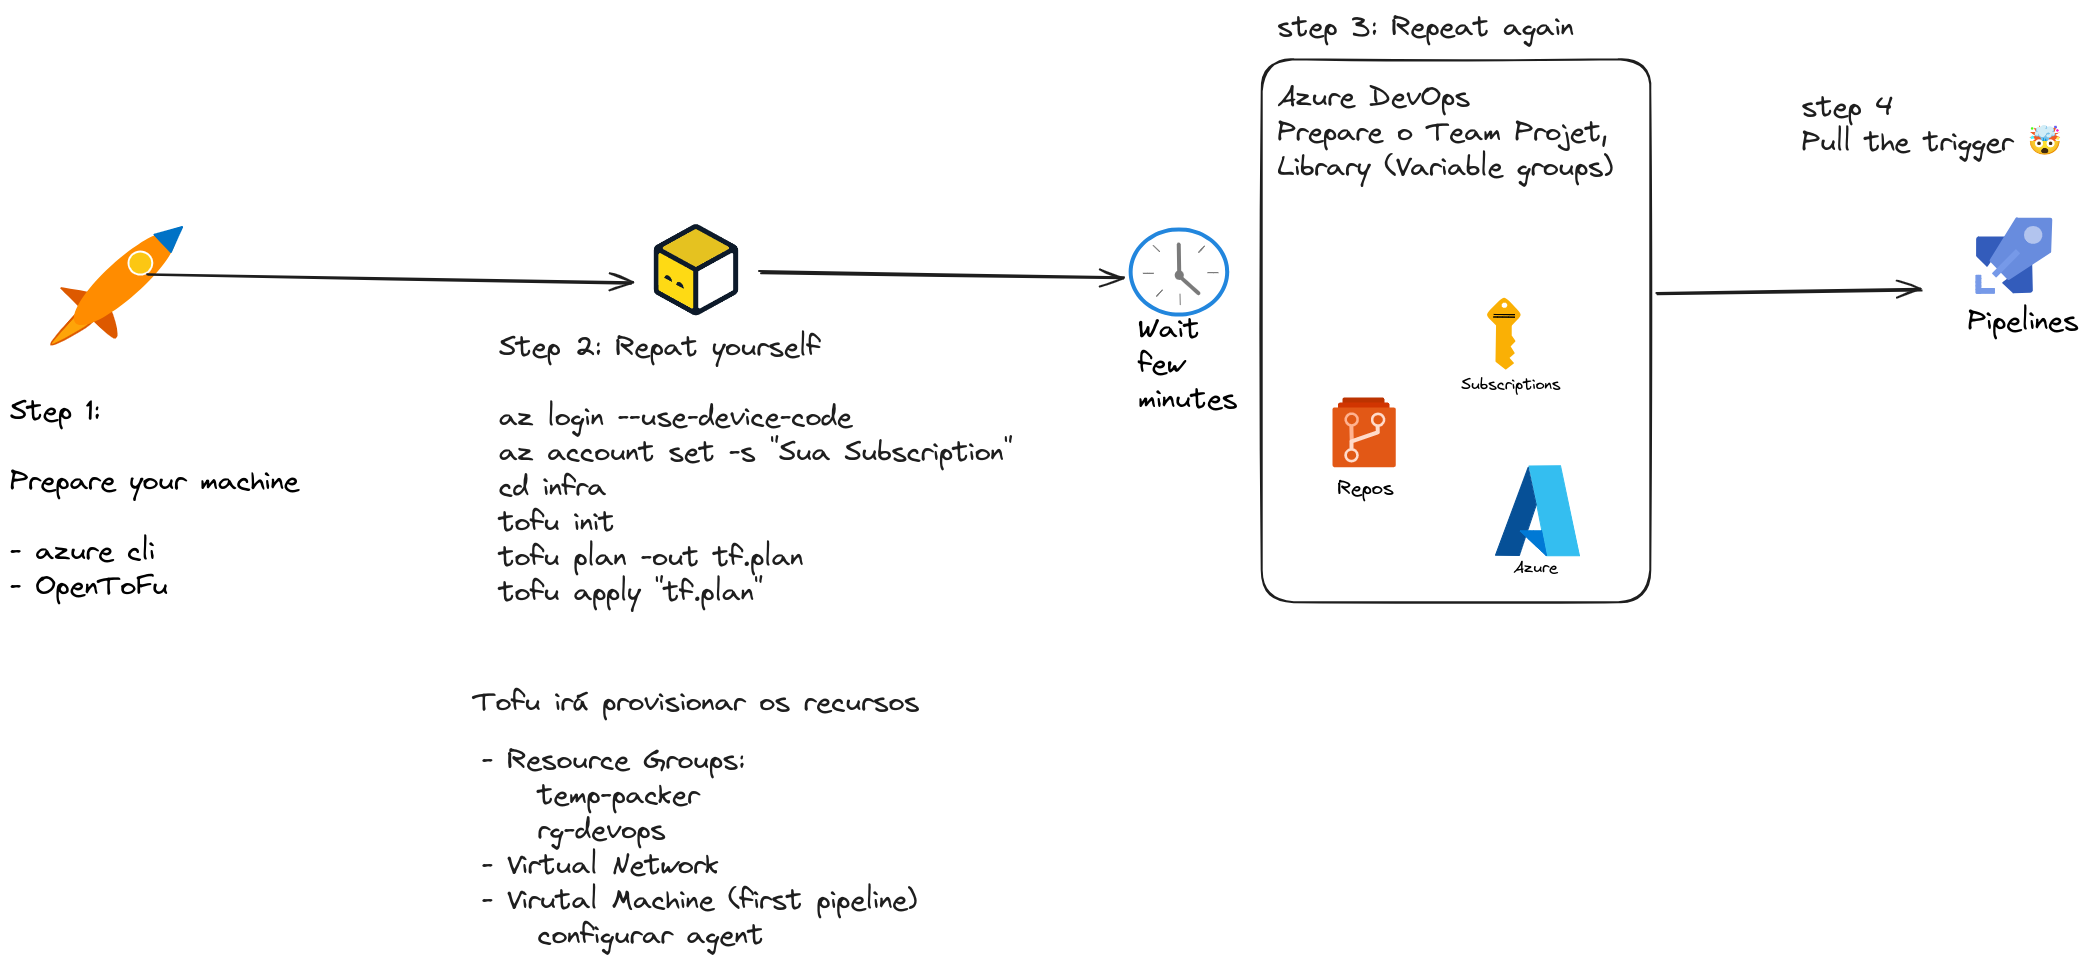 Step 1:
Prepare your machine
- azure cli
- OpenToFu
Step 2: Repat yourself
az login --use-device-code
az account set -s "Sua Subscription"
cd infra
tofu init
tofu plan -out tf.plan
tofu apply "tf.plan"
Tofu irá provisionar os recursos
- Resource Groups:
temp-packer
rg-devops
- Virtual Network
- Virutal Machine (first pipeline)
configurar agent
Wait
few
minutes
step 3: Repeat again
Azure DevOps
Prepare o Team Projet,
Library (Variable groups)
Subscriptions
Repos
Azure
step 4
Pull the trigger 🤯
Pipelines